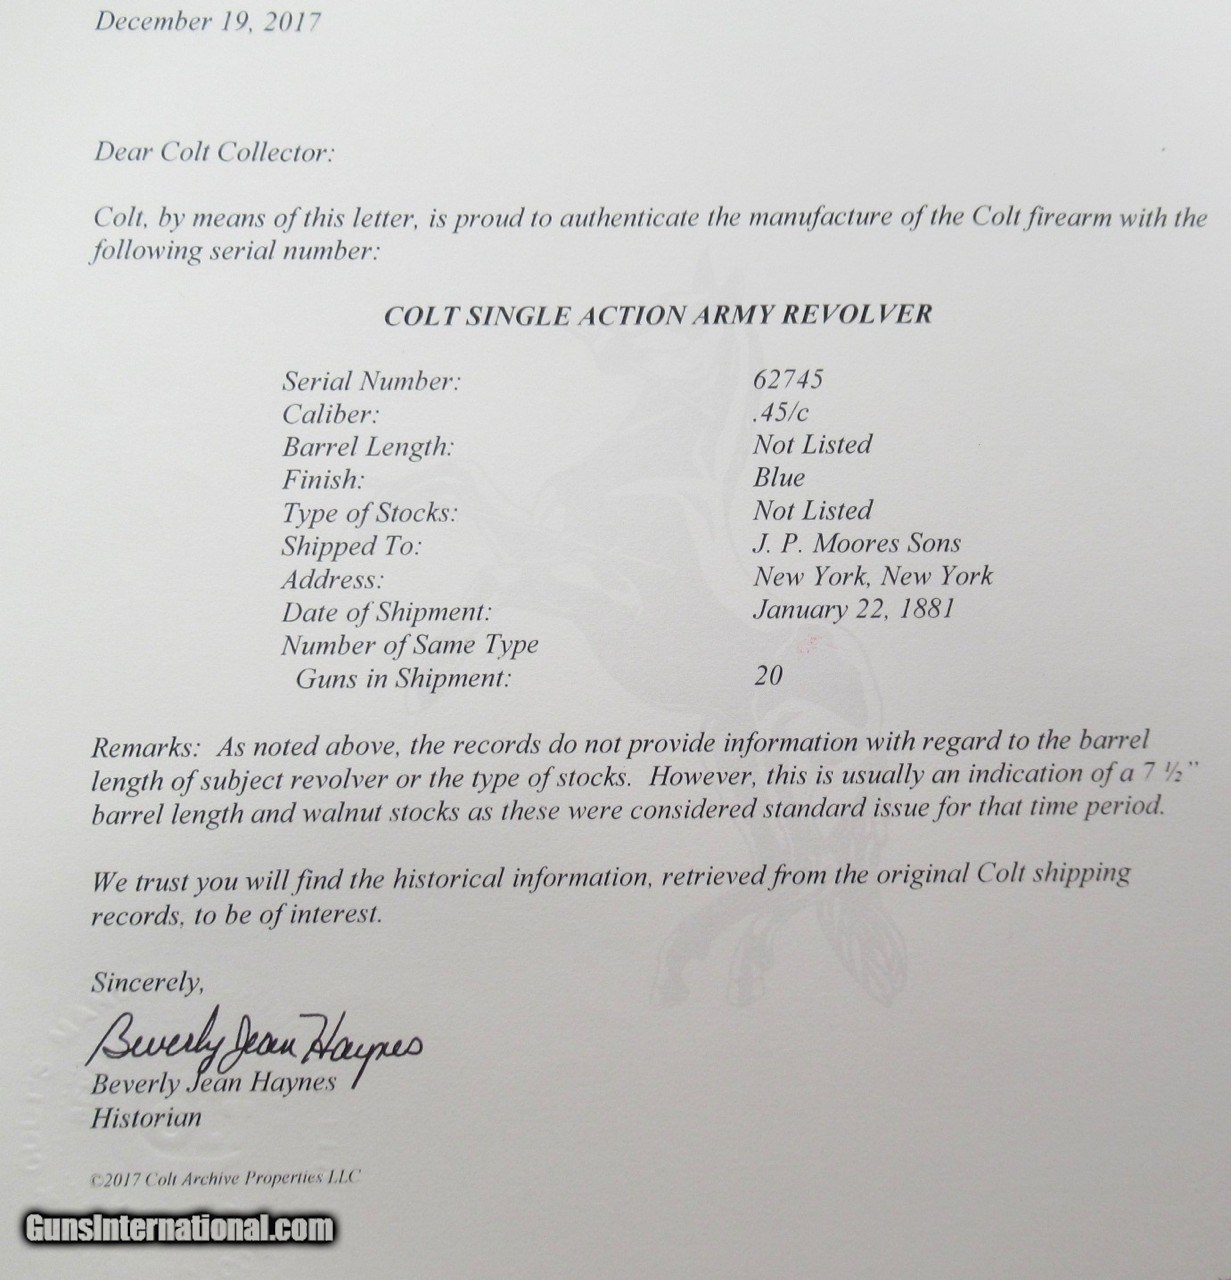 December 19, 2017
Dear Colt Collector:
Colt, by means of this letter, is proud to authenticate the manufacture of the Colt firearm with the
following serial number:
COLT SINGLE ACTION ARMY REVOLVER
Serial Number: 62745
Caliber: .45/c
Barrel Length: Not Listed
Finish: Blue
Type of Stocks: Not Listed
Shipped To: J. P. Moores Sons
Address: New York, New York
Date of Shipment: January 22, 1881
Number of Same Type
Guns in Shipment: 20
Remarks: As noted above, the records do not provide information with regard to the barrel
length of subject revolver or the type of stocks. However, this is usually an indication of a 7 ½"
barrel length and walnut stocks as these were considered standard issue for that time period.
We trust you will find the historical information, retrieved from the original Colt shipping
records, to be of interest.
Sincerely,
Beverly Jean Haynes
Beverly Jean Haynes
Historian
©2017 Colt Archive Properties LLC
GunsInternational.com